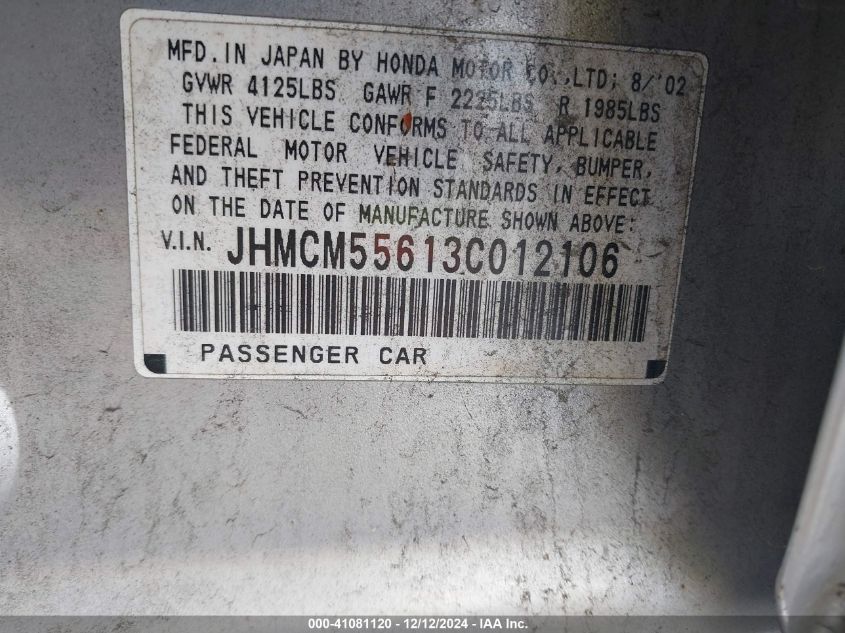 MFD.IN JAPAN BY HONDA MOTOR CO.,LTD; 8/'02
GVWR 4125LBS GAWR F 2225LBS R 1985LBS
THIS VEHICLE CONFORMS TO ALL APPLICABLE
FEDERAL MOTOR VEHICLE SAFETY, BUMPER,
AND THEFT PREVENTION STANDARDS IN EFFECT
ON THE DATE OF MANUFACTURE SHOWN ABOVE:
V.I.N. JHMCM55613C012106
PASSENGER CAR
000-41081120 - 12/12/2024 - IAA Inc.